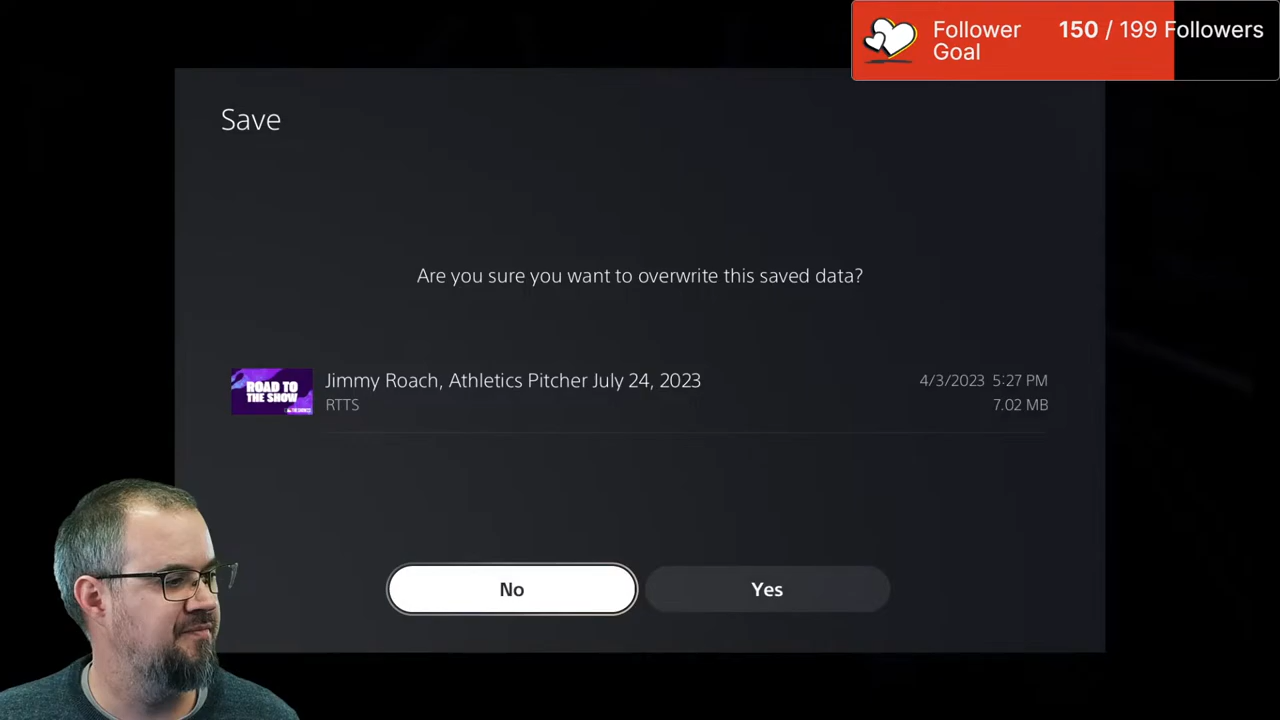 Follower
Goal
150 / 199 Followers
Save
Are you sure you want to overwrite this saved data?
ROAD TO
THE SHOW
Jimmy Roach, Athletics Pitcher July 24, 2023
RTTS
4/3/2023 5:27 PM
7.02 MB
No
Yes